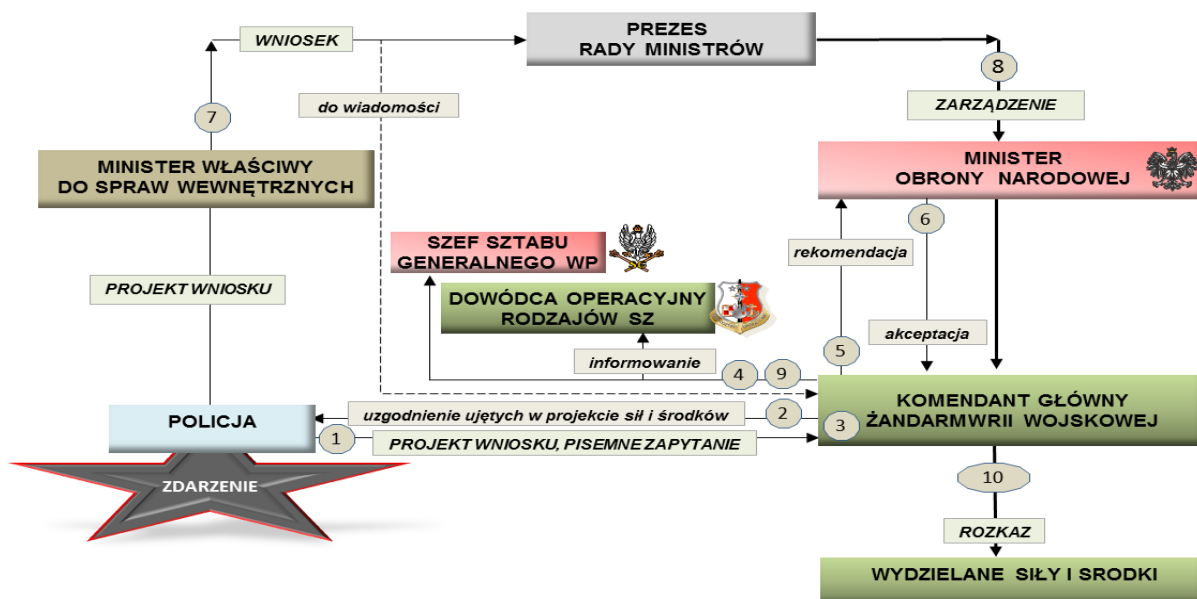 WNIOSEK
PREZES
RADY MINISTRÓW
8
7
do wiadomości
ZARZĄDZENIE
MINISTER WŁAŚCIWY
DO SPRAW WEWNĘTRZNYCH
MINISTER
OBRONY NARODOWEJ
6
SZEF SZTABU
GENERALNEGO WP
rekomendacja
PROJEKT WNIOSKU
DOWÓDCA OPERACYJNY
RODZAJÓW SZ
akceptacja
informowanie
4
9
5
POLICJA
uzgodnienie ujętych w projekcie sił i środków
2
3
KOMENDANT GŁÓWNY
ŻANDARMWRII WOJSKOWEJ
1
PROJEKT WNIOSKU, PISEMNE ZAPYTANIE
ZDARZENIE
10
ROZKAZ
WYDZIELANE SIŁY I SRODKI